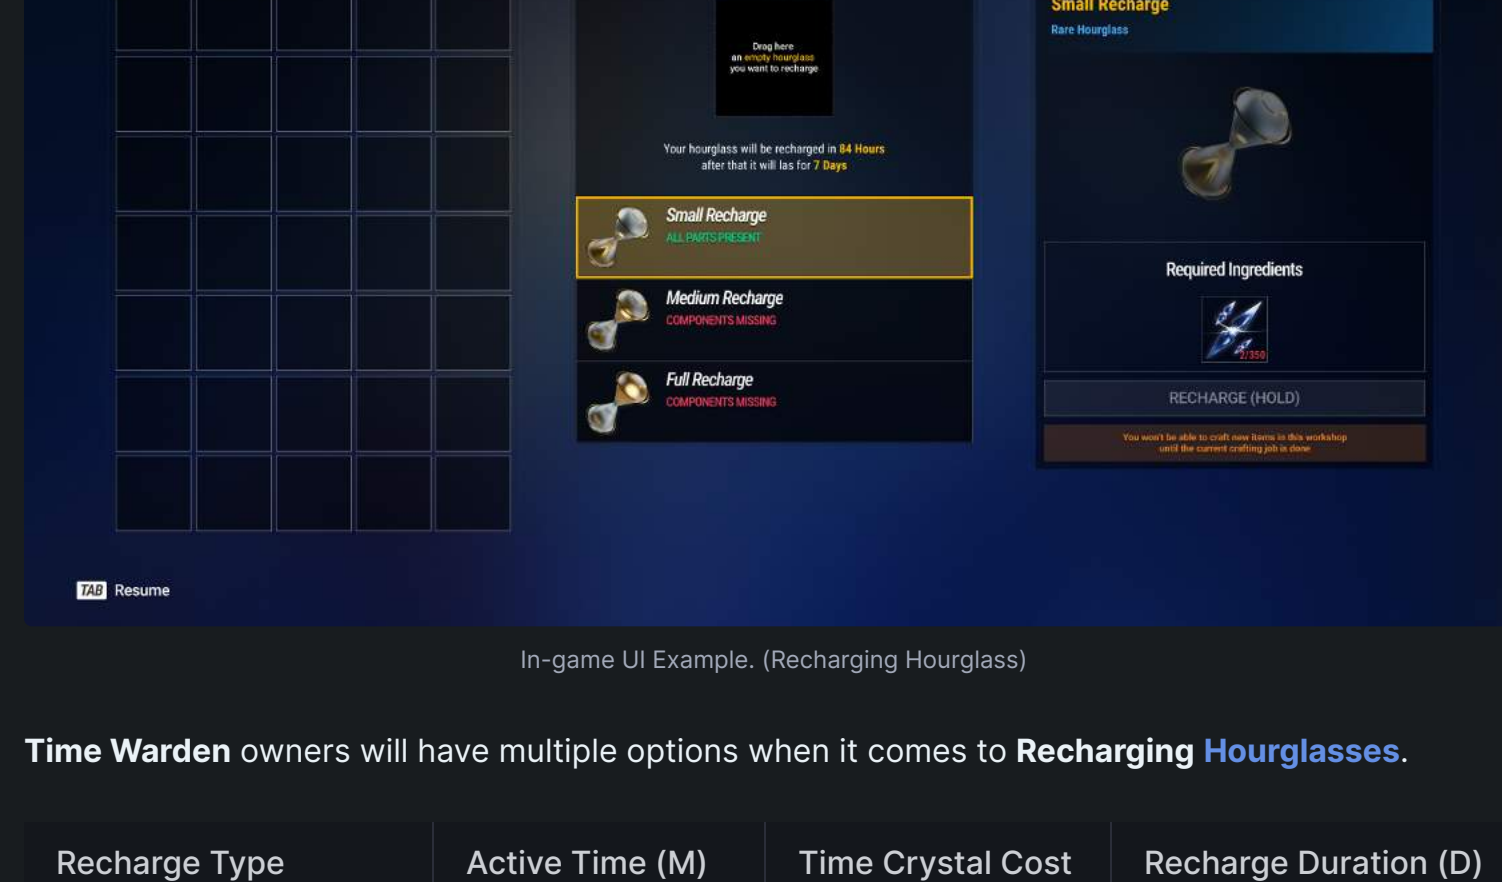 Small Recharge
Rare Hourglass
Drag here
an empty hourglass
you want to recharge
Your hourglass will be recharged in 84 Hours
after that it will las for 7 Days
Small Recharge
ALL PARTS PRESENT
Medium Recharge
COMPONENTS MISSING
Full Recharge
COMPONENTS MISSING
Required Ingredients
2/350
RECHARGE (HOLD)
You won't be able to craft new items in this workshop
until the current crafting job is done
TAB Resume
In-game UI Example. (Recharging Hourglass)
Time Warden owners will have multiple options when it comes to Recharging Hourglasses.
Recharge Type
Active Time (M)
Time Crystal Cost
Recharge Duration (D)